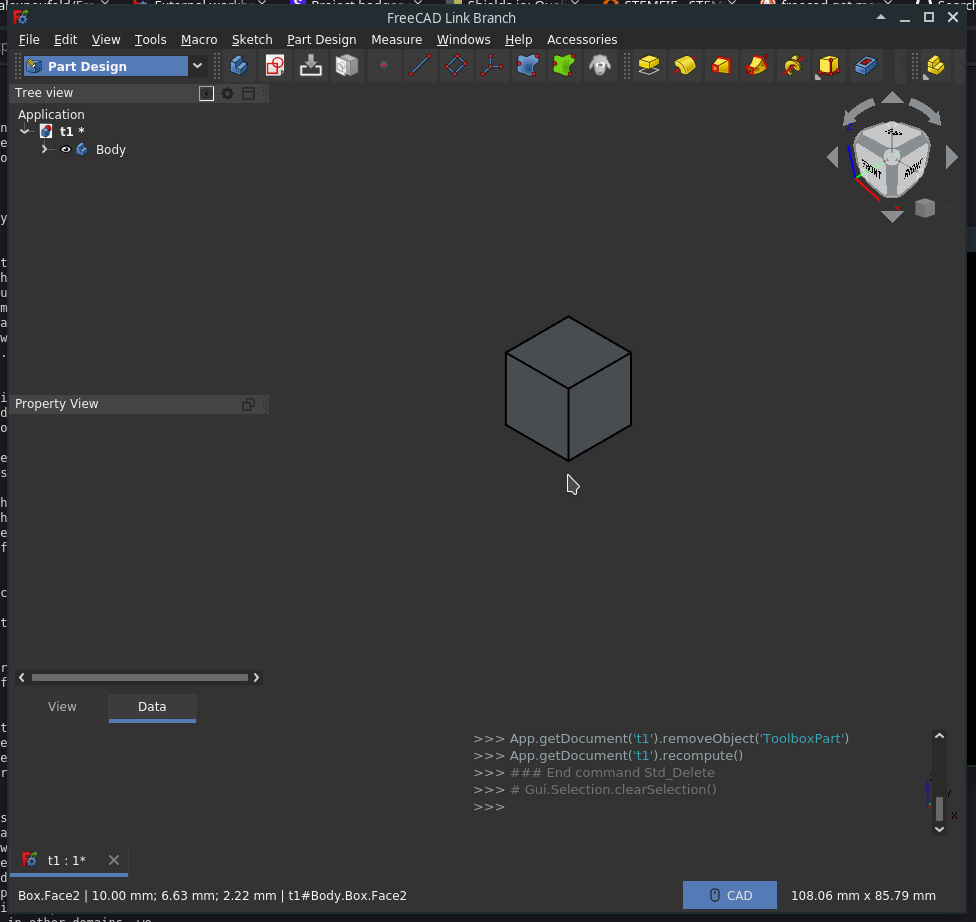 FreeCAD Link Branch
File Edit View Tools Macro Sketch Part Design Measure Windows Help Accessories
Part Design
Tree view
Application
t1 *
Body
FRONT
RIGHT
Property View
View Data
>>> App.getDocument('t1').removeObject('ToolboxPart')
>>> App.getDocument('t1').recompute()
>>> ### End command Std_Delete
>>> # Gui.Selection.clearSelection()
>>>
Y
X
t1 : 1*
Box.Face2 | 10.00 mm; 6.63 mm; 2.22 mm | t1#Body.Box.Face2
CAD
108.06 mm x 85.79 mm